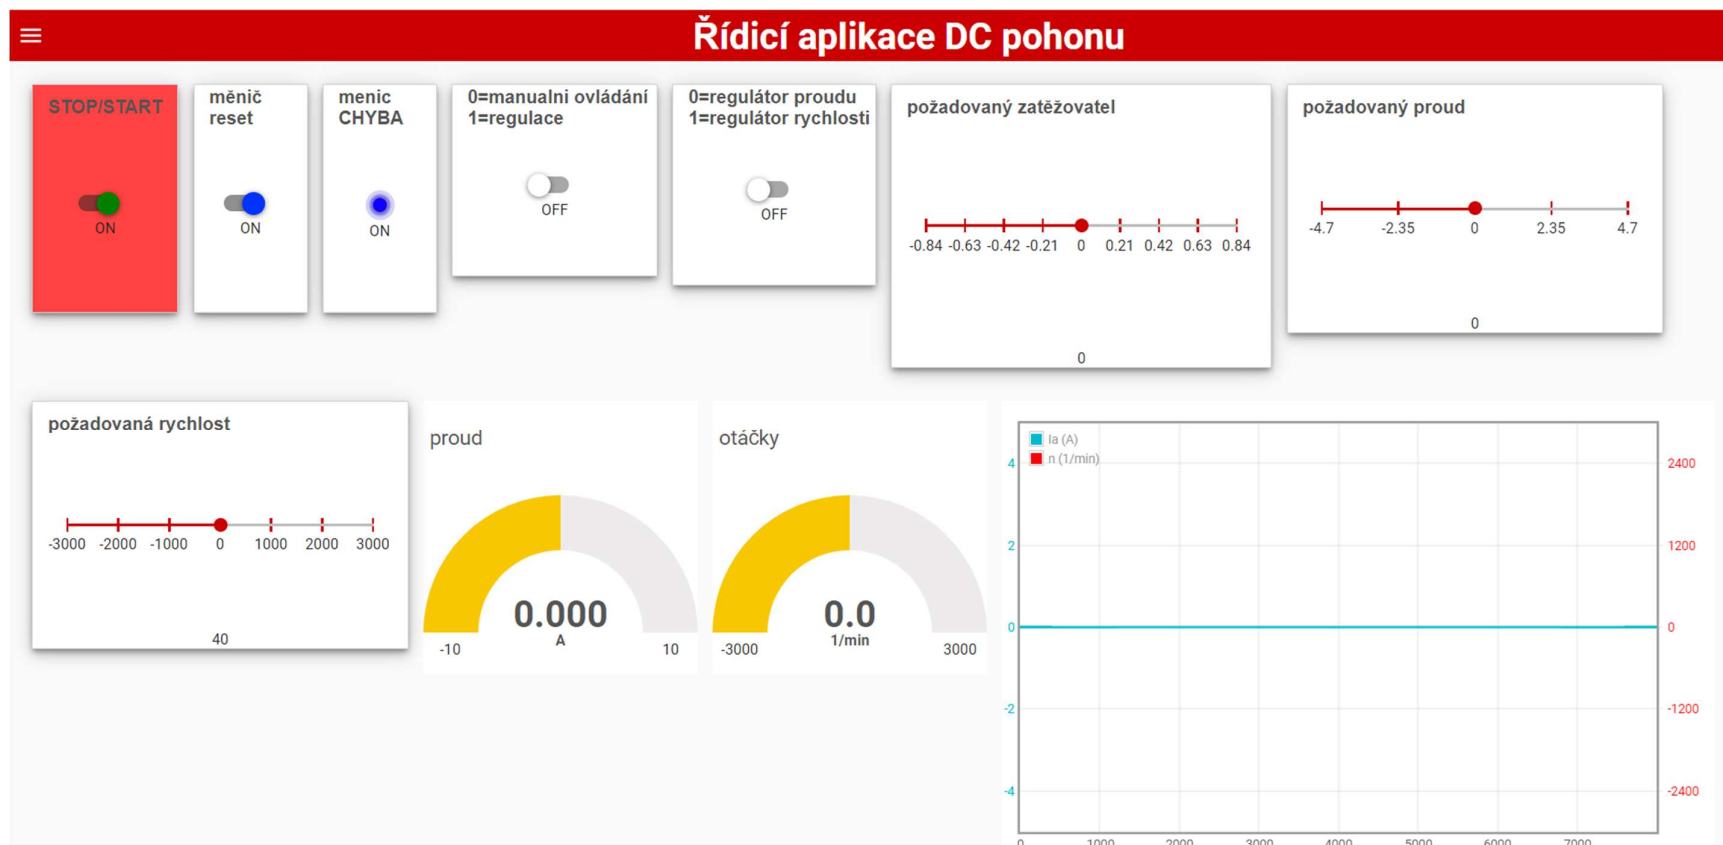 Řídicí aplikace DC pohonu
STOP/START
ON
měnič
reset
ON
menic
CHYBA
ON
0=manualni ovládání
1=regulace
OFF
0=regulátor proudu
1=regulátor rychlosti
OFF
požadovaný zatěžovatel
-0.84 -0.63 -0.42 -0.21 0 0.21 0.42 0.63 0.84
0
požadovaný proud
-4.7 -2.35 0 2.35 4.7
0
požadovaná rychlost
-3000 -2000 -1000 0 1000 2000 3000
40
proud
0.000
A
-10 10
otáčky
0.0
1/min
-3000 3000
Ia (A)
n (1/min)
4 2400
2 1200
0 0
-2 -1200
-4 -2400
0 1000 2000 3000 4000 5000 6000 7000